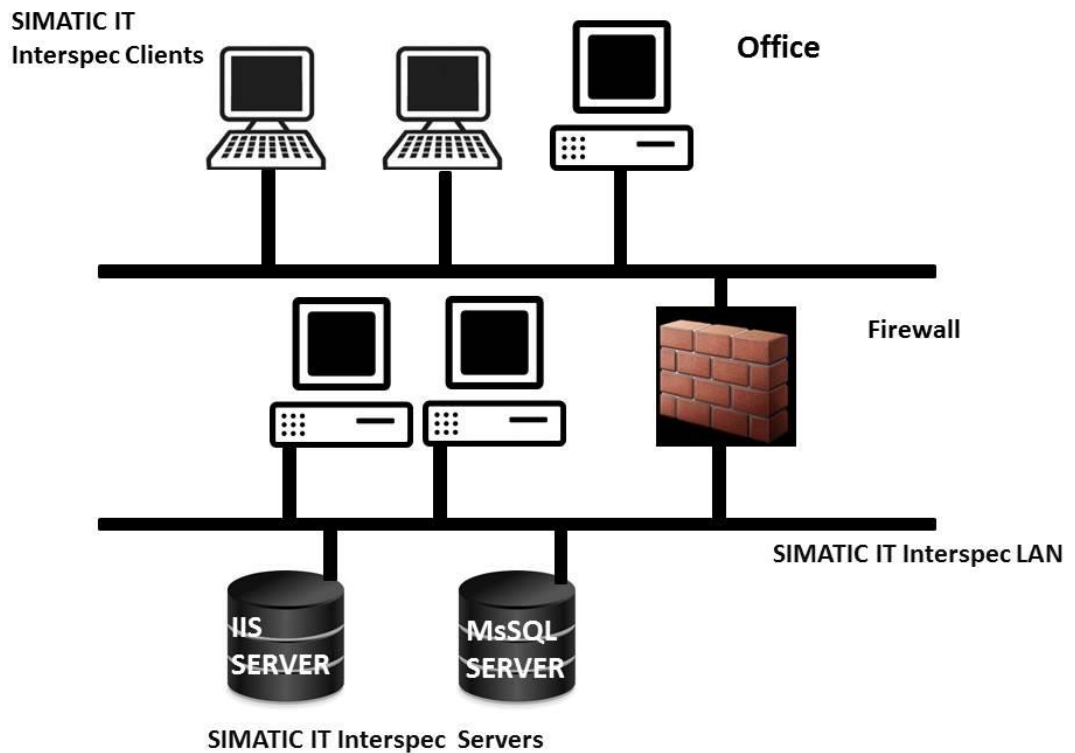 SIMATIC IT
Interspec Clients
Office
Firewall
SIMATIC IT Interspec LAN
IIS
SERVER
MsSQL
SERVER
SIMATIC IT Interspec Servers